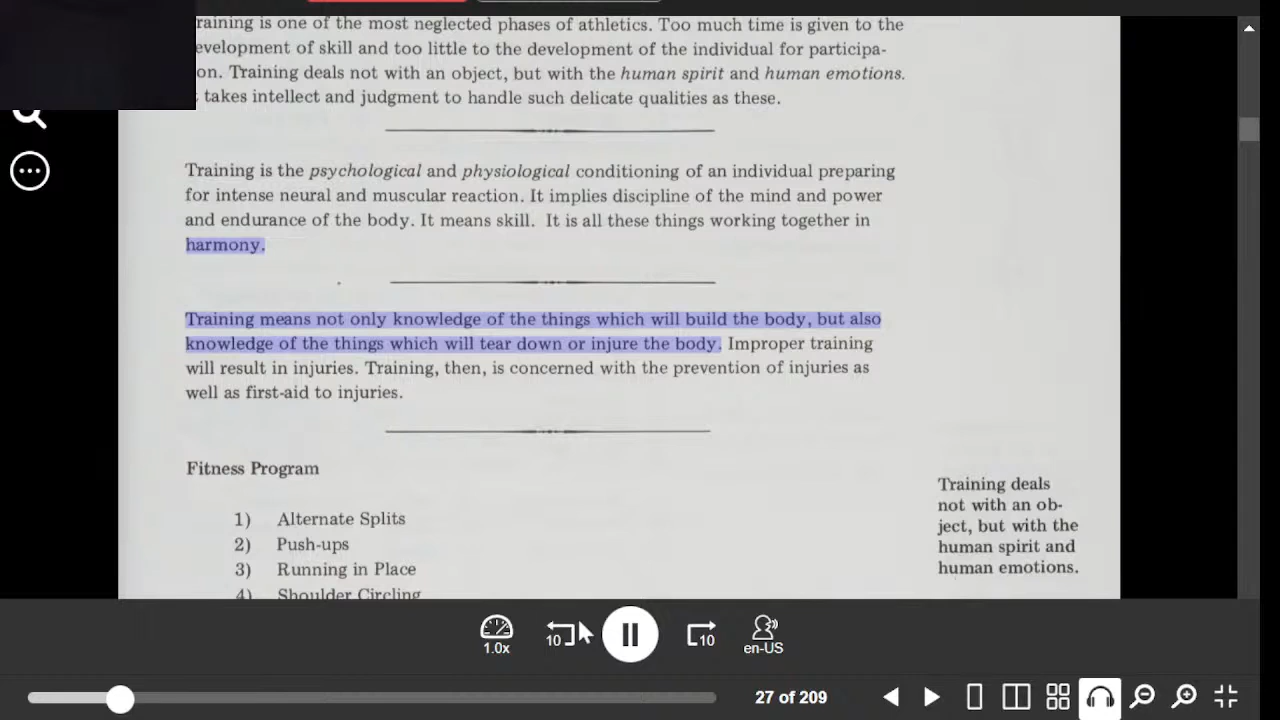 raining is one of the most neglected phases of athletics. Too much time is given to the
evelopment of skill and too little to the development of the individual for participa-
on. Training deals not with an object, but with the human spirit and human emotions.
takes intellect and judgment to handle such delicate qualities as these.
Training is the psychological and physiological conditioning of an individual preparing
for intense neural and muscular reaction. It implies discipline of the mind and power
and endurance of the body. It means skill. It is all these things working together in
harmony.
Training means not only knowledge of the things which will build the body, but also
knowledge of the things which will tear down or injure the body. Improper training
will result in injuries. Training, then, is concerned with the prevention of injuries as
well as first-aid to injuries.
Fitness Program
1) Alternate Splits
2) Push-ups
3) Running in Place
4) Shoulder Circling
Training deals
not with an ob-
ject, but with the
human spirit and
human emotions.
1.0x
10
10
en-US
27 of 209